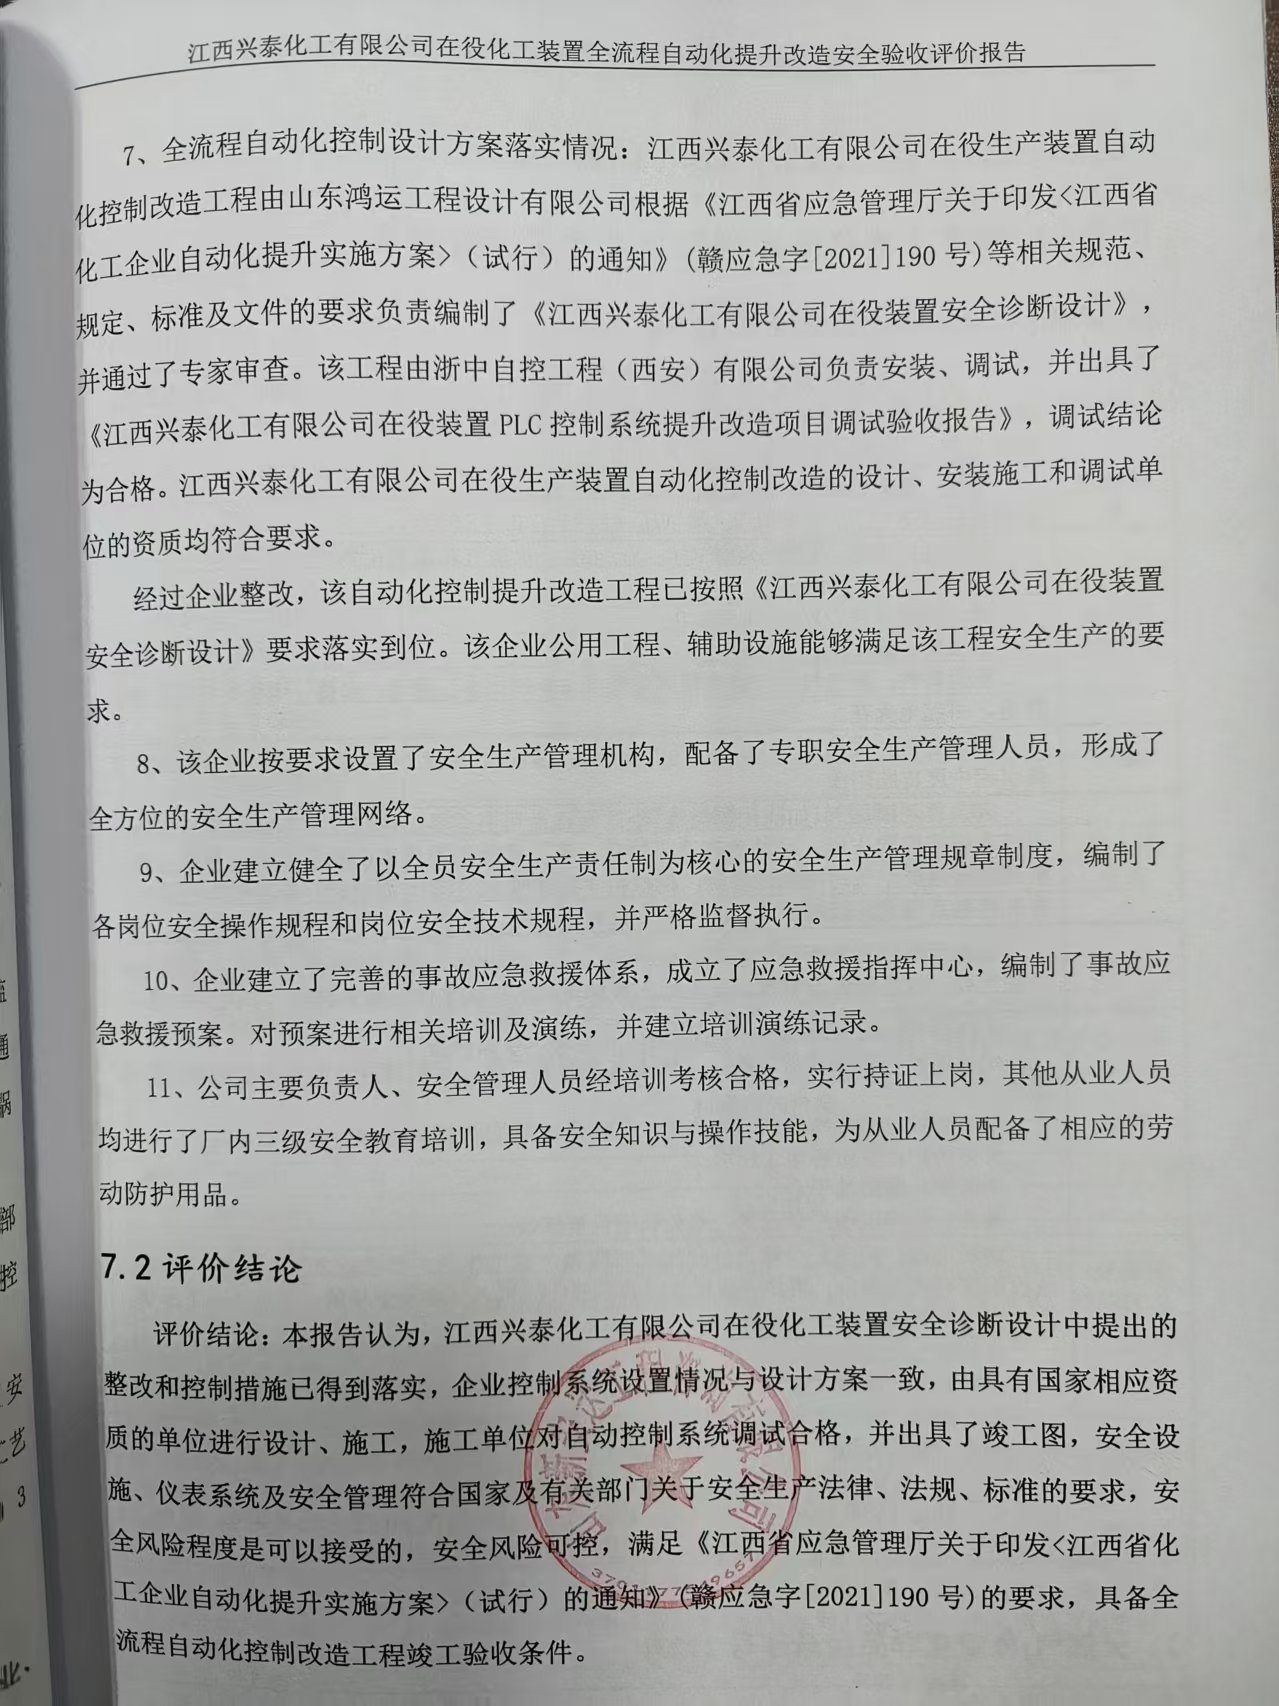 江西兴泰化工有限公司在役化工装置全流程自动化提升改造安全验收评价报告
7、全流程自动化控制设计方案落实情况：江西兴泰化工有限公司在役生产装置自动
化控制改造工程由山东鸿运工程设计有限公司根据《江西省应急管理厅关于印发<江西省
化工企业自动化提升实施方案>（试行）的通知》(赣应急字[2021]190 号)等相关规范、
规定、标准及文件的要求负责编制了《江西兴泰化工有限公司在役装置安全诊断设计》，
并通过了专家审查。该工程由浙中自控工程（西安）有限公司负责安装、调试，并出具了
《江西兴泰化工有限公司在役装置 PLC 控制系统提升改造项目调试验收报告》，调试结论
为合格。江西兴泰化工有限公司在役生产装置自动化控制改造的设计、安装施工和调试单
位的资质均符合要求。
经过企业整改，该自动化控制提升改造工程已按照《江西兴泰化工有限公司在役装置
安全诊断设计》要求落实到位。该企业公用工程、辅助设施能够满足该工程安全生产的要
求。
8、该企业按要求设置了安全生产管理机构，配备了专职安全生产管理人员，形成了
全方位的安全生产管理网络。
9、企业建立健全了以全员安全生产责任制为核心的安全生产管理规章制度，编制了
各岗位安全操作规程和岗位安全技术规程，并严格监督执行。
10、企业建立了完善的事故应急救援体系，成立了应急救援指挥中心，编制了事故应
急救援预案。对预案进行相关培训及演练，并建立培训演练记录。
11、公司主要负责人、安全管理人员经培训考核合格，实行持证上岗，其他从业人员
均进行了厂内三级安全教育培训，具备安全知识与操作技能，为从业人员配备了相应的劳
动防护用品。
7.2 评价结论
评价结论：本报告认为，江西兴泰化工有限公司在役化工装置安全诊断设计中提出的
整改和控制措施已得到落实，企业控制系统设置情况与设计方案一致，由具有国家相应资
质的单位进行设计、施工，施工单位对自动控制系统调试合格，并出具了竣工图，安全设
施、仪表系统及安全管理符合国家及有关部门关于安全生产法律、法规、标准的要求，安
全风险程度是可以接受的，安全风险可控，满足《江西省应急管理厅关于印发<江西省化
工企业自动化提升实施方案>（试行）的通知》(赣应急字[2021]190 号)的要求，具备全
流程自动化控制改造工程竣工验收条件。